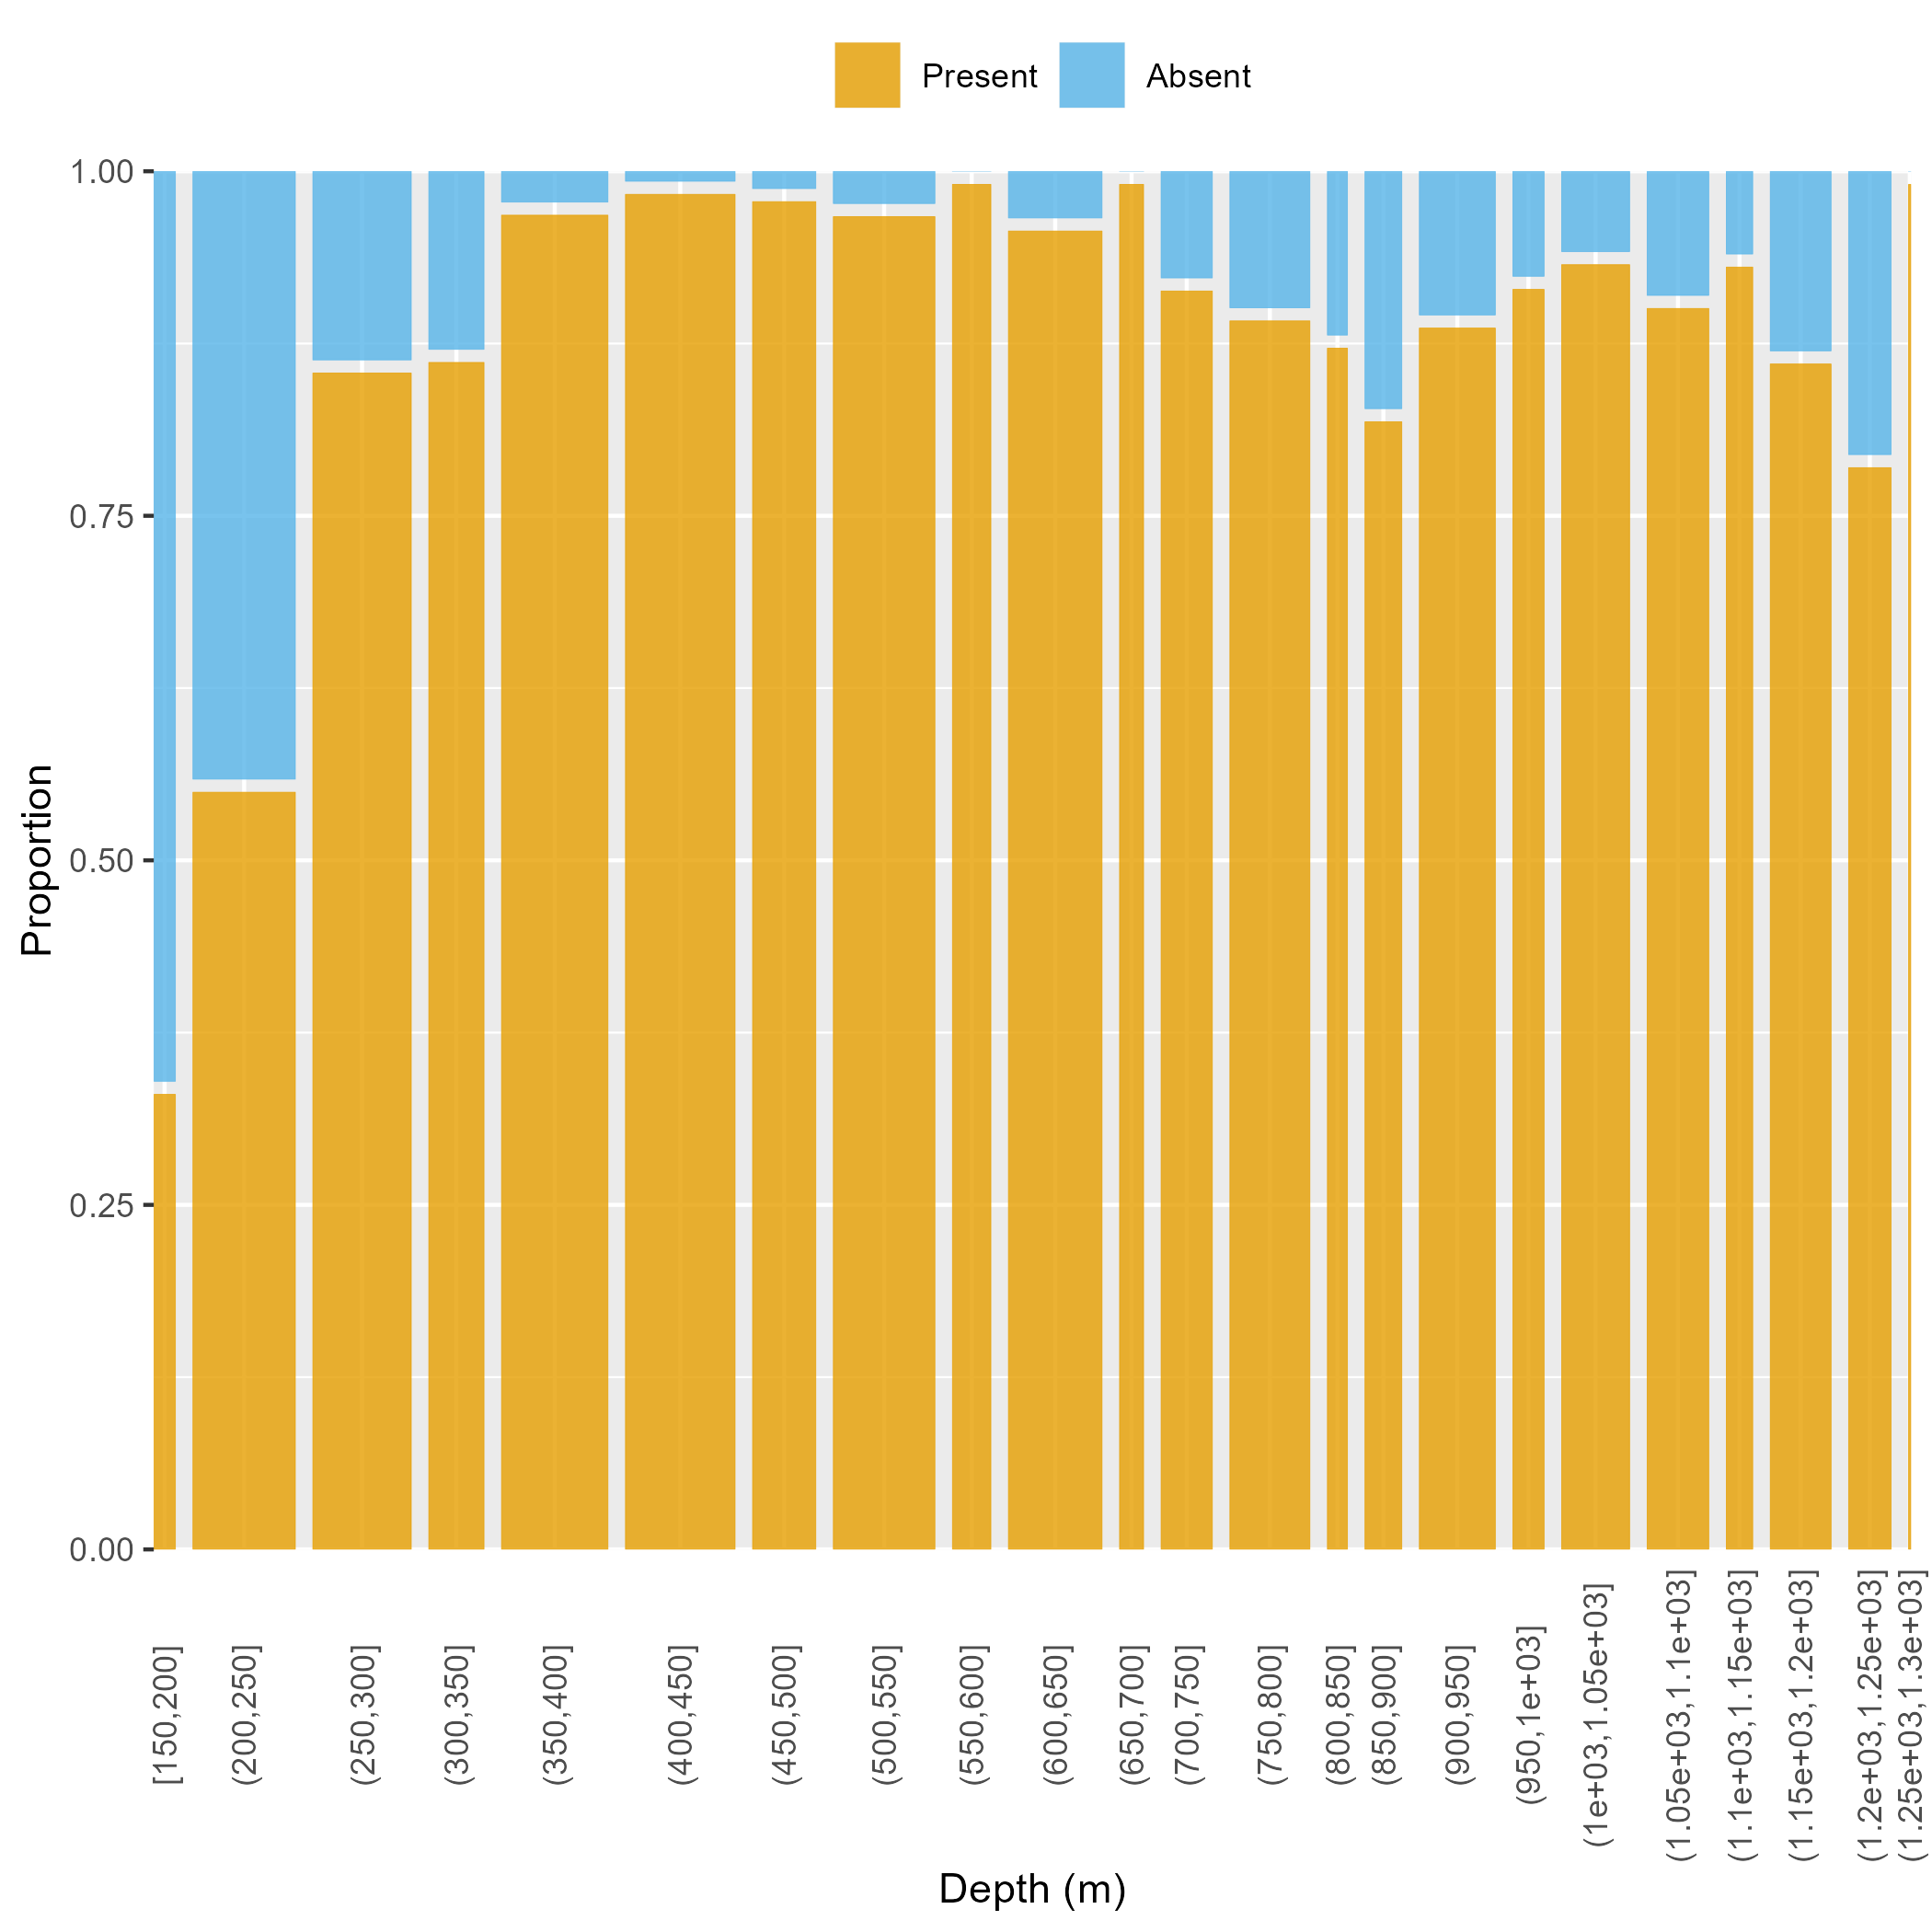 Present Absent
1.00
0.75
0.50
0.25
0.00
Proportion
[150,200]
(200,250]
(250,300]
(300,350]
(350,400]
(400,450]
(450,500]
(500,550]
(550,600]
(600,650]
(650,700]
(700,750]
(750,800]
(800,850]
(850,900]
(900,950]
(950,1e+03]
(1e+03,1.05e+03]
(1.05e+03,1.1e+03]
(1.1e+03,1.15e+03]
(1.15e+03,1.2e+03]
(1.2e+03,1.25e+03]
(1.25e+03,1.3e+03]
Depth (m)